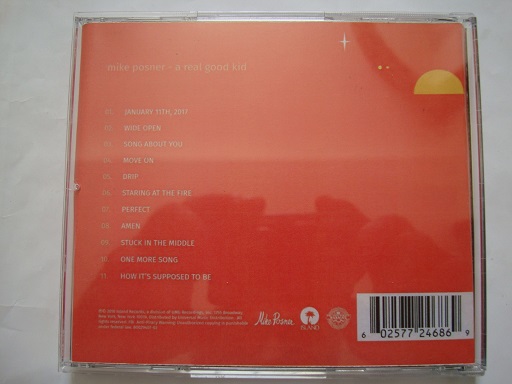 mike posner - a real good kid
01. JANUARY 11TH, 2017
02. WIDE OPEN
03. SONG ABOUT YOU
04. MOVE ON
05. DRIP
06. STARING AT THE FIRE
07. PERFECT
08. AMEN
09. STUCK IN THE MIDDLE
10. ONE MORE SONG
11. HOW IT'S SUPPOSED TO BE
Mike Posner
ISLAND
6 02577 24686 9